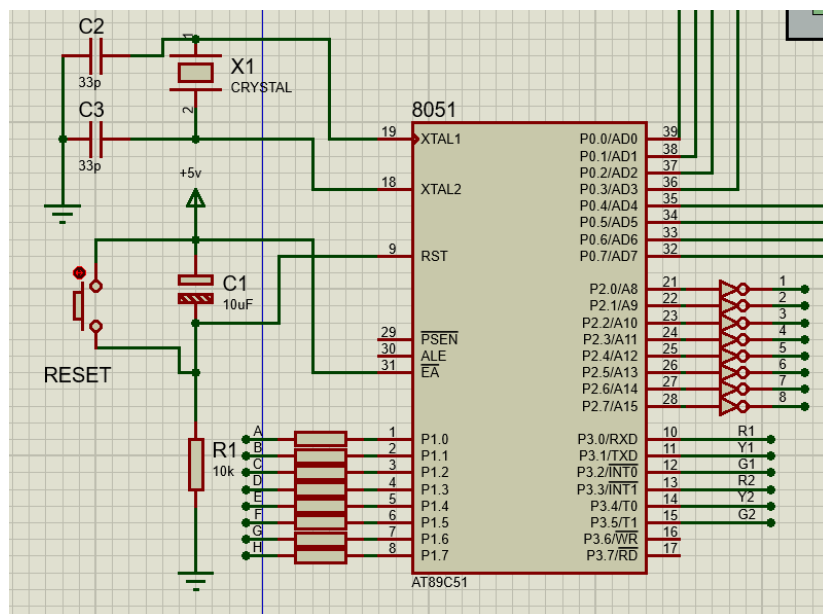 C2
33p
1
X1
CRYSTAL
2
C3
33p
+5v
C1
10uF
RESET
R1
10k
8051
19 XTAL1
18 XTAL2
9 RST
29 PSEN
30 ALE
31 EA
A 1 P1.0
B 2 P1.1
C 3 P1.2
D 4 P1.3
E 5 P1.4
F 6 P1.5
G 7 P1.6
H 8 P1.7
P0.0/AD0 39
P0.1/AD1 38
P0.2/AD2 37
P0.3/AD3 36
P0.4/AD4 35
P0.5/AD5 34
P0.6/AD6 33
P0.7/AD7 32
P2.0/A8 21 1
P2.1/A9 22 2
P2.2/A10 23 3
P2.3/A11 24 4
P2.4/A12 25 5
P2.5/A13 26 6
P2.6/A14 27 7
P2.7/A15 28 8
P3.0/RXD 10 R1
P3.1/TXD 11 Y1
P3.2/INT0 12 G1
P3.3/INT1 13 R2
P3.4/T0 14 Y2
P3.5/T1 15 G2
P3.6/WR 16
P3.7/RD 17
AT89C51